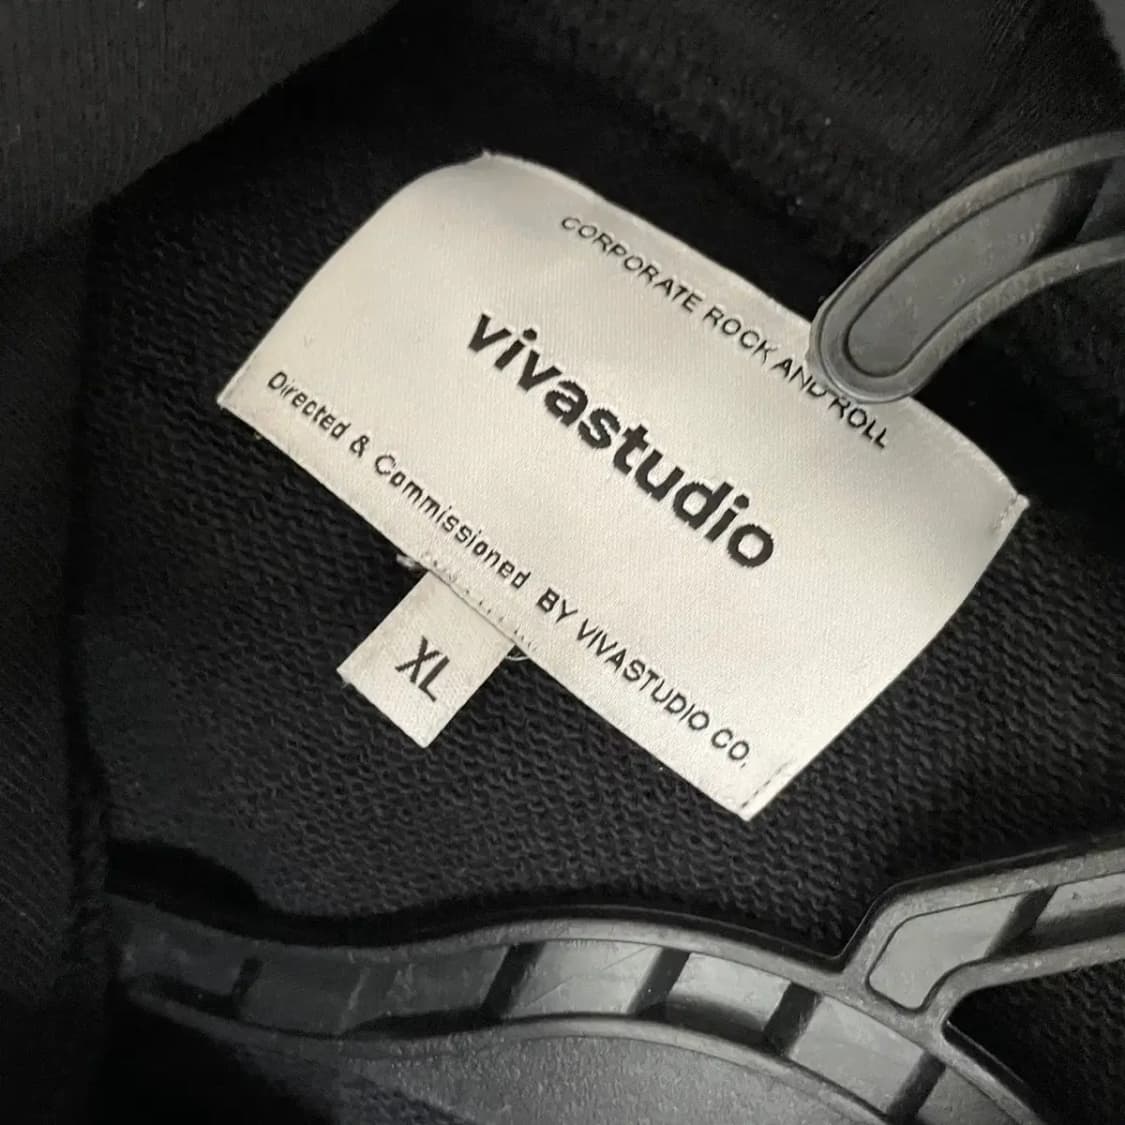 CORPORATE ROCK AND ROLL
vivastudio
Directed & Commissioned BY VIVASTUDIO CO.
XL